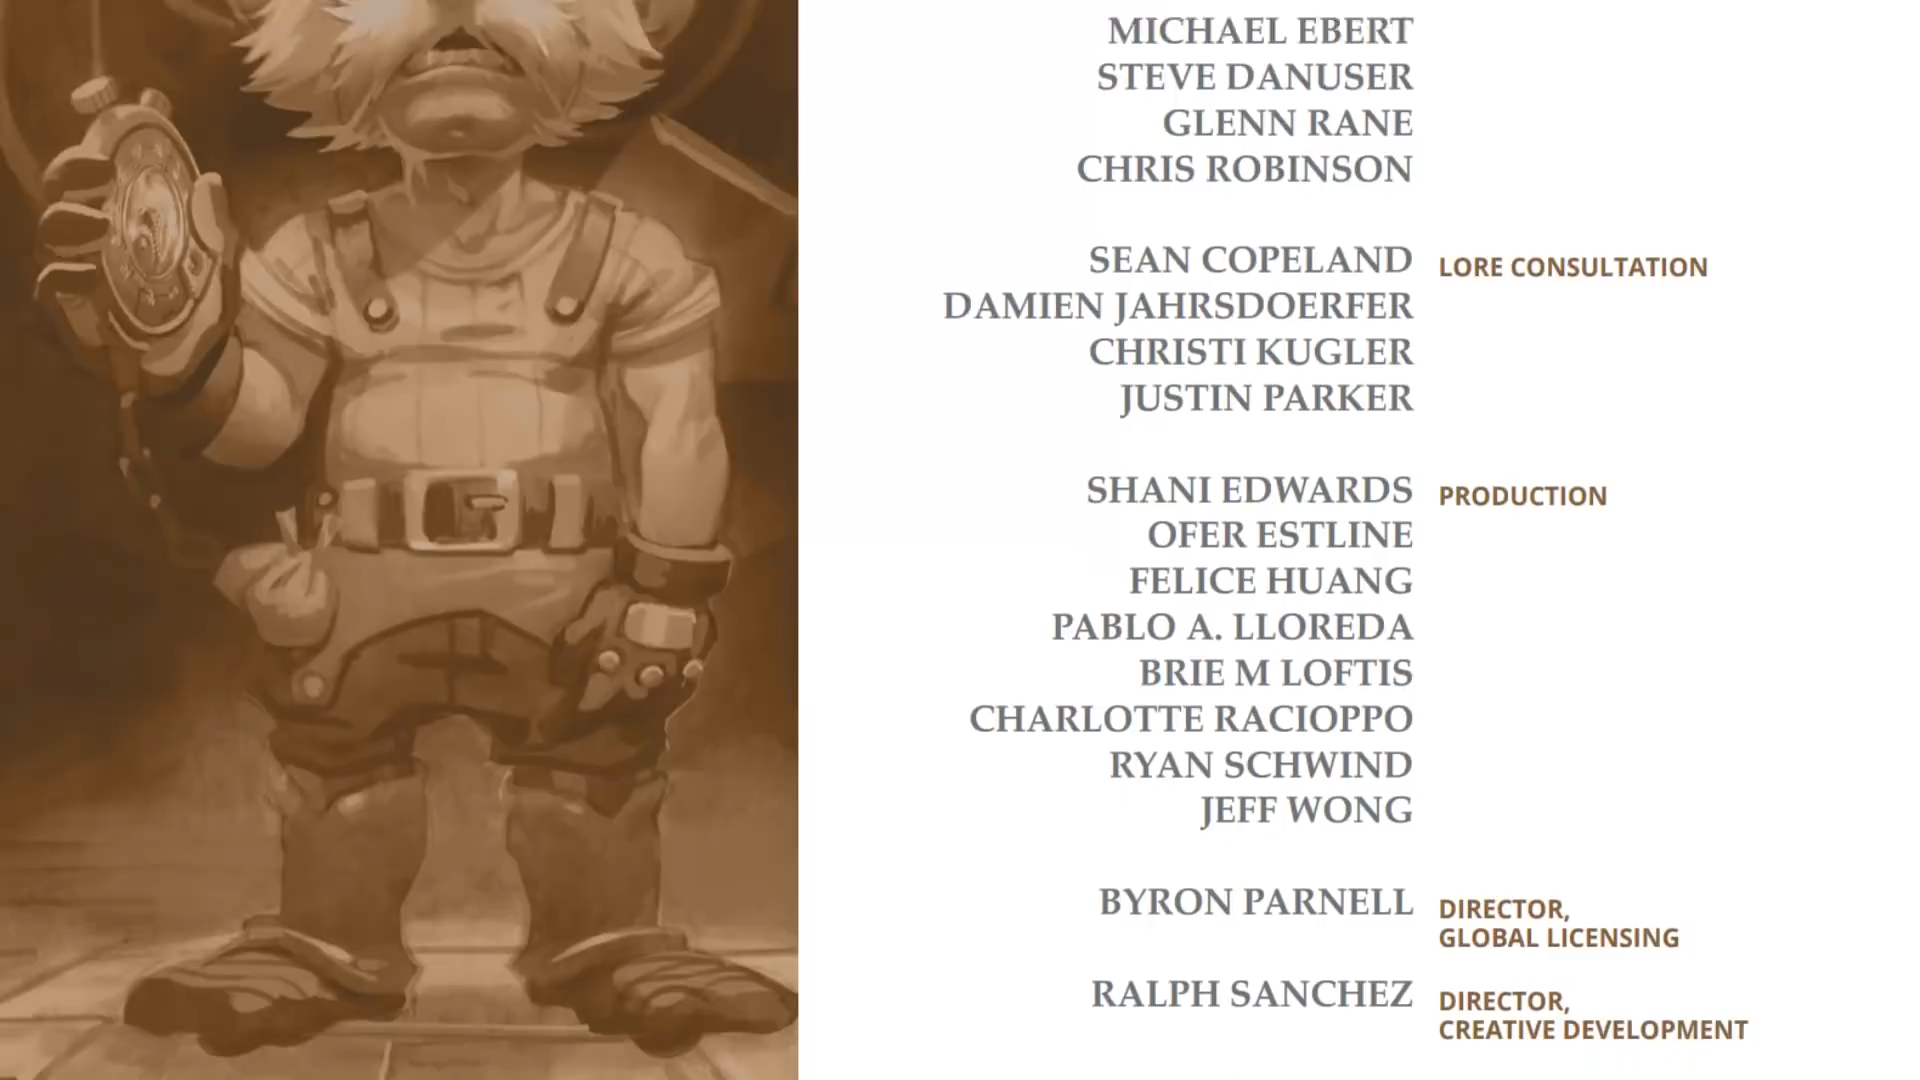 MICHAEL EBERT
STEVE DANUSER
GLENN RANE
CHRIS ROBINSON
SEAN COPELAND LORE CONSULTATION
DAMIEN JAHRSDOERFER
CHRISTI KUGLER
JUSTIN PARKER
SHANI EDWARDS PRODUCTION
OFER ESTLINE
FELICE HUANG
PABLO A. LLOREDA
BRIE M LOFTIS
CHARLOTTE RACIOPPO
RYAN SCHWIND
JEFF WONG
BYRON PARNELL DIRECTOR,
GLOBAL LICENSING
RALPH SANCHEZ DIRECTOR,
CREATIVE DEVELOPMENT